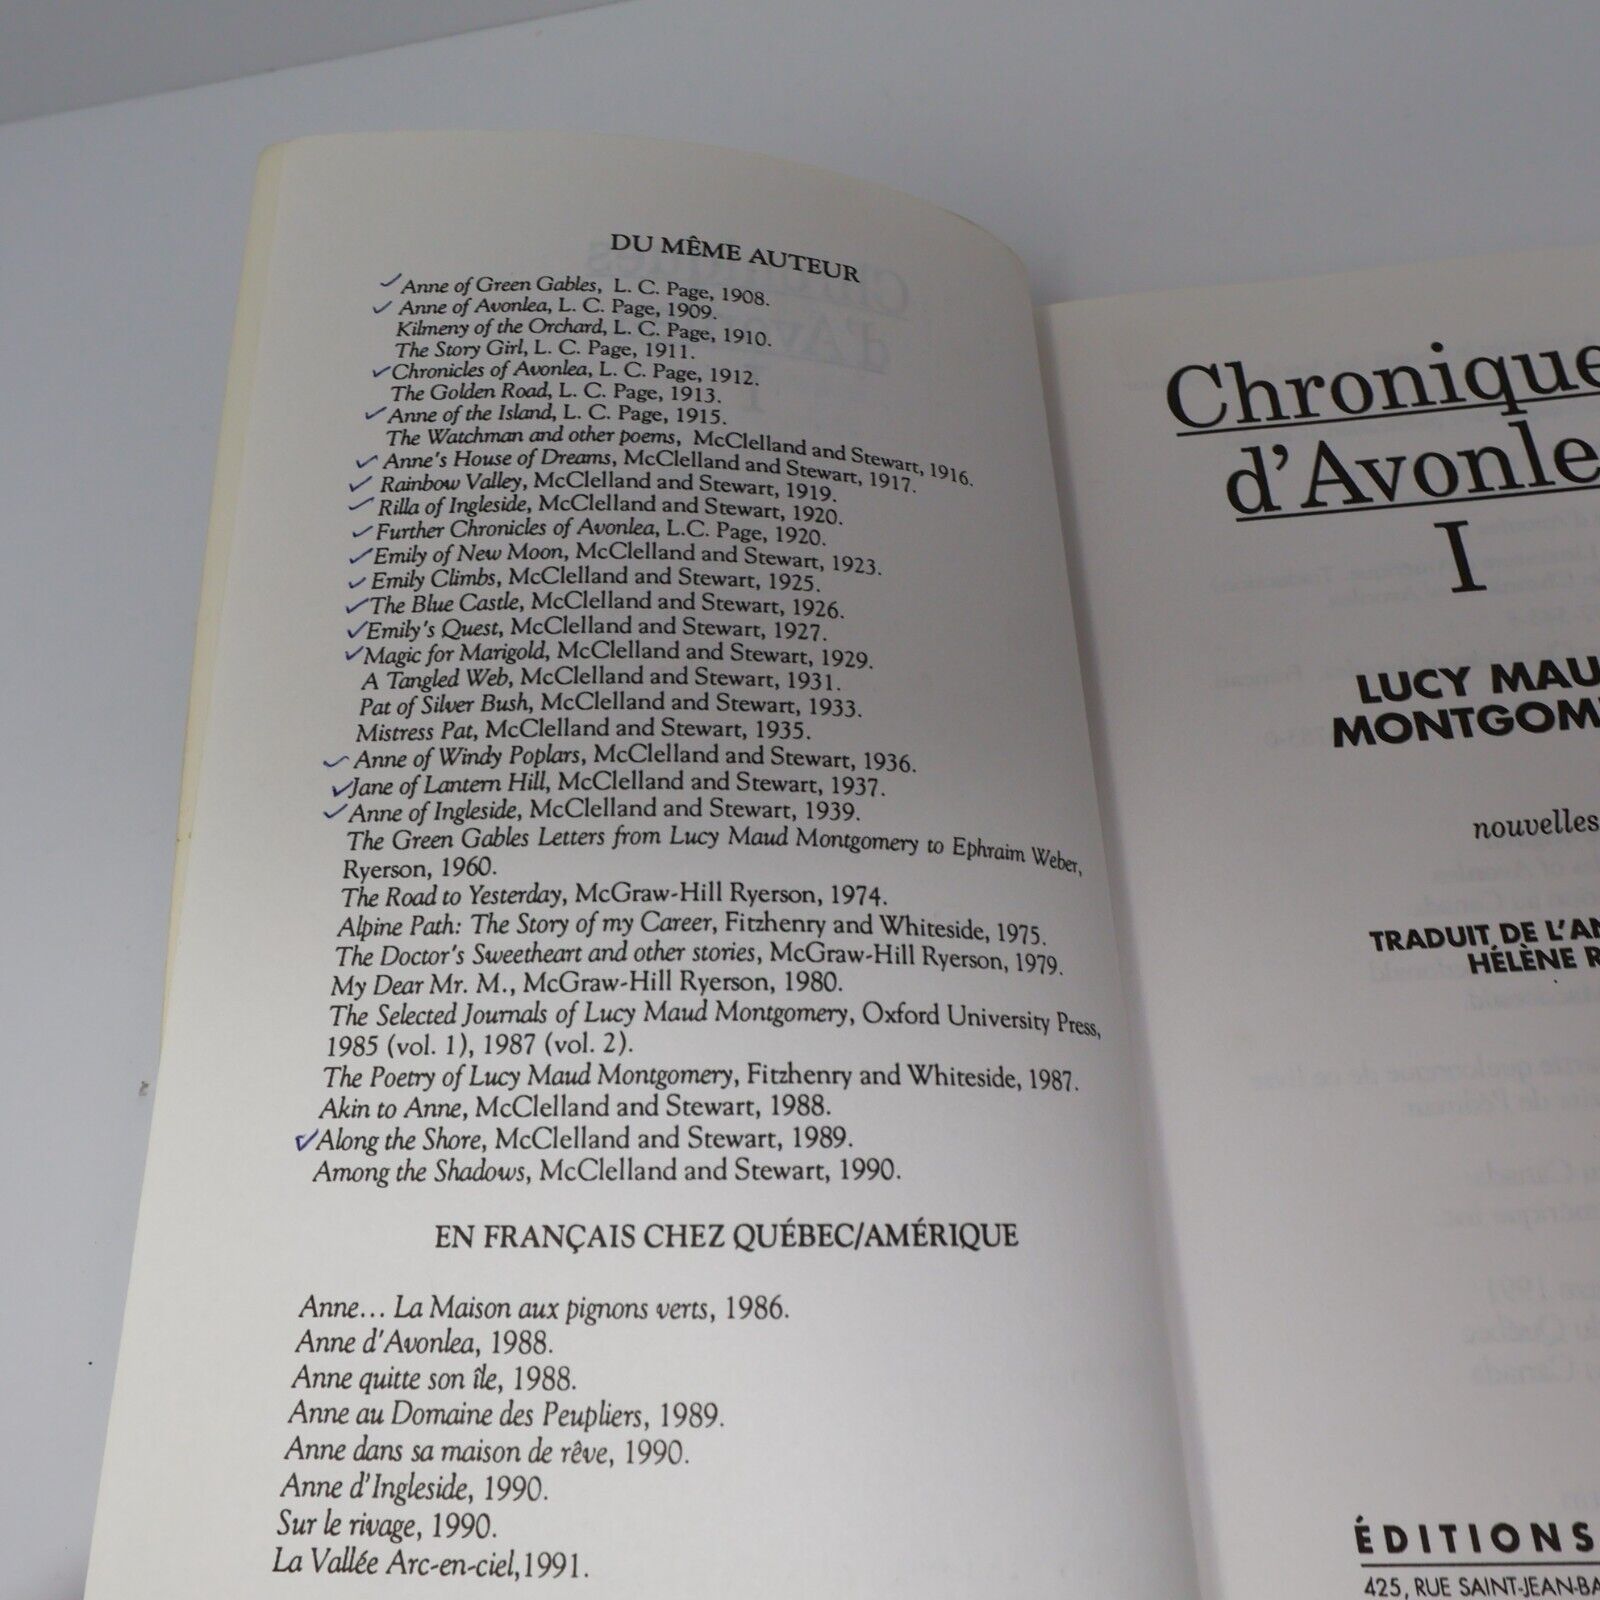 DU MÊME AUTEUR
Anne of Green Gables, L. C. Page, 1908.
Anne of Avonlea, L. C. Page, 1909.
Kilmeny of the Orchard, L. C. Page, 1910.
The Story Girl, L. C. Page, 1911.
Chronicles of Avonlea, L. C. Page, 1912.
The Golden Road, L. C. Page, 1913.
Anne of the Island, L. C. Page, 1915.
The Watchman and other poems, McClelland and Stewart, 1916.
Anne's House of Dreams, McClelland and Stewart, 1917.
Rainbow Valley, McClelland and Stewart, 1919.
Rilla of Ingleside, McClelland and Stewart, 1920.
Further Chronicles of Avonlea, L.C. Page, 1920.
Emily of New Moon, McClelland and Stewart, 1923.
Emily Climbs, McClelland and Stewart, 1925.
The Blue Castle, McClelland and Stewart, 1926.
Emily's Quest, McClelland and Stewart, 1927.
Magic for Marigold, McClelland and Stewart, 1929.
A Tangled Web, McClelland and Stewart, 1931.
Pat of Silver Bush, McClelland and Stewart, 1933.
Mistress Pat, McClelland and Stewart, 1935.
Anne of Windy Poplars, McClelland and Stewart, 1936.
Jane of Lantern Hill, McClelland and Stewart, 1937.
Anne of Ingleside, McClelland and Stewart, 1939.
The Green Gables Letters from Lucy Maud Montgomery to Ephraim Weber,
Ryerson, 1960.
The Road to Yesterday, McGraw-Hill Ryerson, 1974.
Alpine Path: The Story of my Career, Fitzhenry and Whiteside, 1975.
The Doctor's Sweetheart and other stories, McGraw-Hill Ryerson, 1979.
My Dear Mr. M., McGraw-Hill Ryerson, 1980.
The Selected Journals of Lucy Maud Montgomery, Oxford University Press,
1985 (vol. 1), 1987 (vol. 2).
The Poetry of Lucy Maud Montgomery, Fitzhenry and Whiteside, 1987.
Akin to Anne, McClelland and Stewart, 1988.
Along the Shore, McClelland and Stewart, 1989.
Among the Shadows, McClelland and Stewart, 1990.
EN FRANÇAIS CHEZ QUÉBEC/AMÉRIQUE
Anne... La Maison aux pignons verts, 1986.
Anne d'Avonlea, 1988.
Anne quitte son île, 1988.
Anne au Domaine des Peupliers, 1989.
Anne dans sa maison de rêve, 1990.
Anne d'Ingleside, 1990.
Sur le rivage, 1990.
La Vallée Arc-en-ciel,1991.
Chronique
d'Avonle
I
LUCY MAU
MONTGOM
nouvelles
TRADUIT DE L'AN
HÉLÈNE R
ÉDITIONS
425, RUE SAINT-JEAN-BA